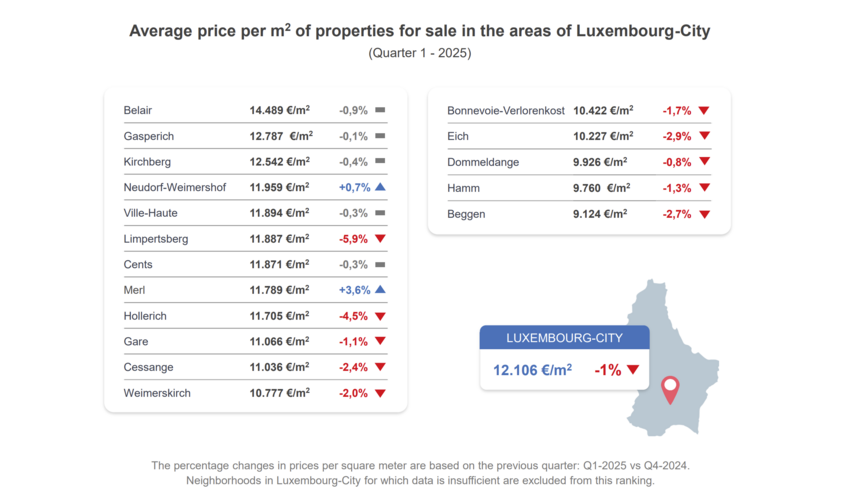 Average price per m² of properties for sale in the areas of Luxembourg-City
(Quarter 1 - 2025)
Belair 14.489 €/m² -0,9%
Gasperich 12.787 €/m² -0,1%
Kirchberg 12.542 €/m² -0,4%
Neudorf-Weimershof 11.959 €/m² +0,7%
Ville-Haute 11.894 €/m² -0,3%
Limpertsberg 11.887 €/m² -5,9%
Cents 11.871 €/m² -0,3%
Merl 11.789 €/m² +3,6%
Hollerich 11.705 €/m² -4,5%
Gare 11.066 €/m² -1,1%
Cessange 11.036 €/m² -2,4%
Weimerskirch 10.777 €/m² -2,0%
Bonnevoie-Verlorenkost 10.422 €/m² -1,7%
Eich 10.227 €/m² -2,9%
Dommeldange 9.926 €/m² -0,8%
Hamm 9.760 €/m² -1,3%
Beggen 9.124 €/m² -2,7%
LUXEMBOURG-CITY
12.106 €/m² -1%
The percentage changes in prices per square meter are based on the previous quarter: Q1-2025 vs Q4-2024.
Neighborhoods in Luxembourg-City for which data is insufficient are excluded from this ranking.